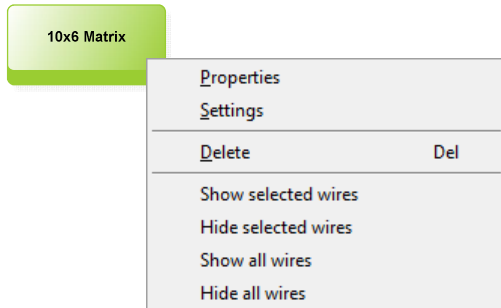 10x6 Matrix
Properties
Settings
Delete Del
Show selected wires
Hide selected wires
Show all wires
Hide all wires